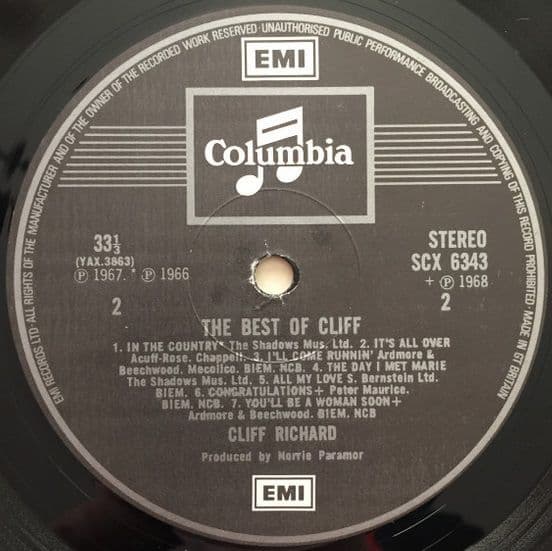 EMI RECORDS LTD·ALL RIGHTS OF THE MANUFACTURER AND OF THE OWNER OF THE RECORDED WORK RESERVED·UNAUTHORISED PUBLIC PERFORMANCE BROADCASTING AND COPYING OF THIS RECORD PROHIBITED·MADE IN GT BRITAIN
EMI
Columbia
33⅓
(YAX.3863)
℗ 1967. * ℗ 1966
2
STEREO
SCX 6343
+ ℗ 1968
2
THE BEST OF CLIFF
1. IN THE COUNTRY* The Shadows Mus. Ltd. 2. IT'S ALL OVER
Acuff-Rose. Chappell. 3. I'LL COME RUNNIN' Ardmore &
Beechwood. Mecolico. BIEM. NCB. 4. THE DAY I MET MARIE
The Shadows Mus. Ltd. 5. ALL MY LOVE S. Bernstein Ltd.
BIEM. 6. CONGRATULATIONS+ Peter Maurice.
BIEM. NCB. 7. YOU'LL BE A WOMAN SOON+
Ardmore & Beechwood. BIEM. NCB
CLIFF RICHARD
Produced by Norrie Paramor
EMI